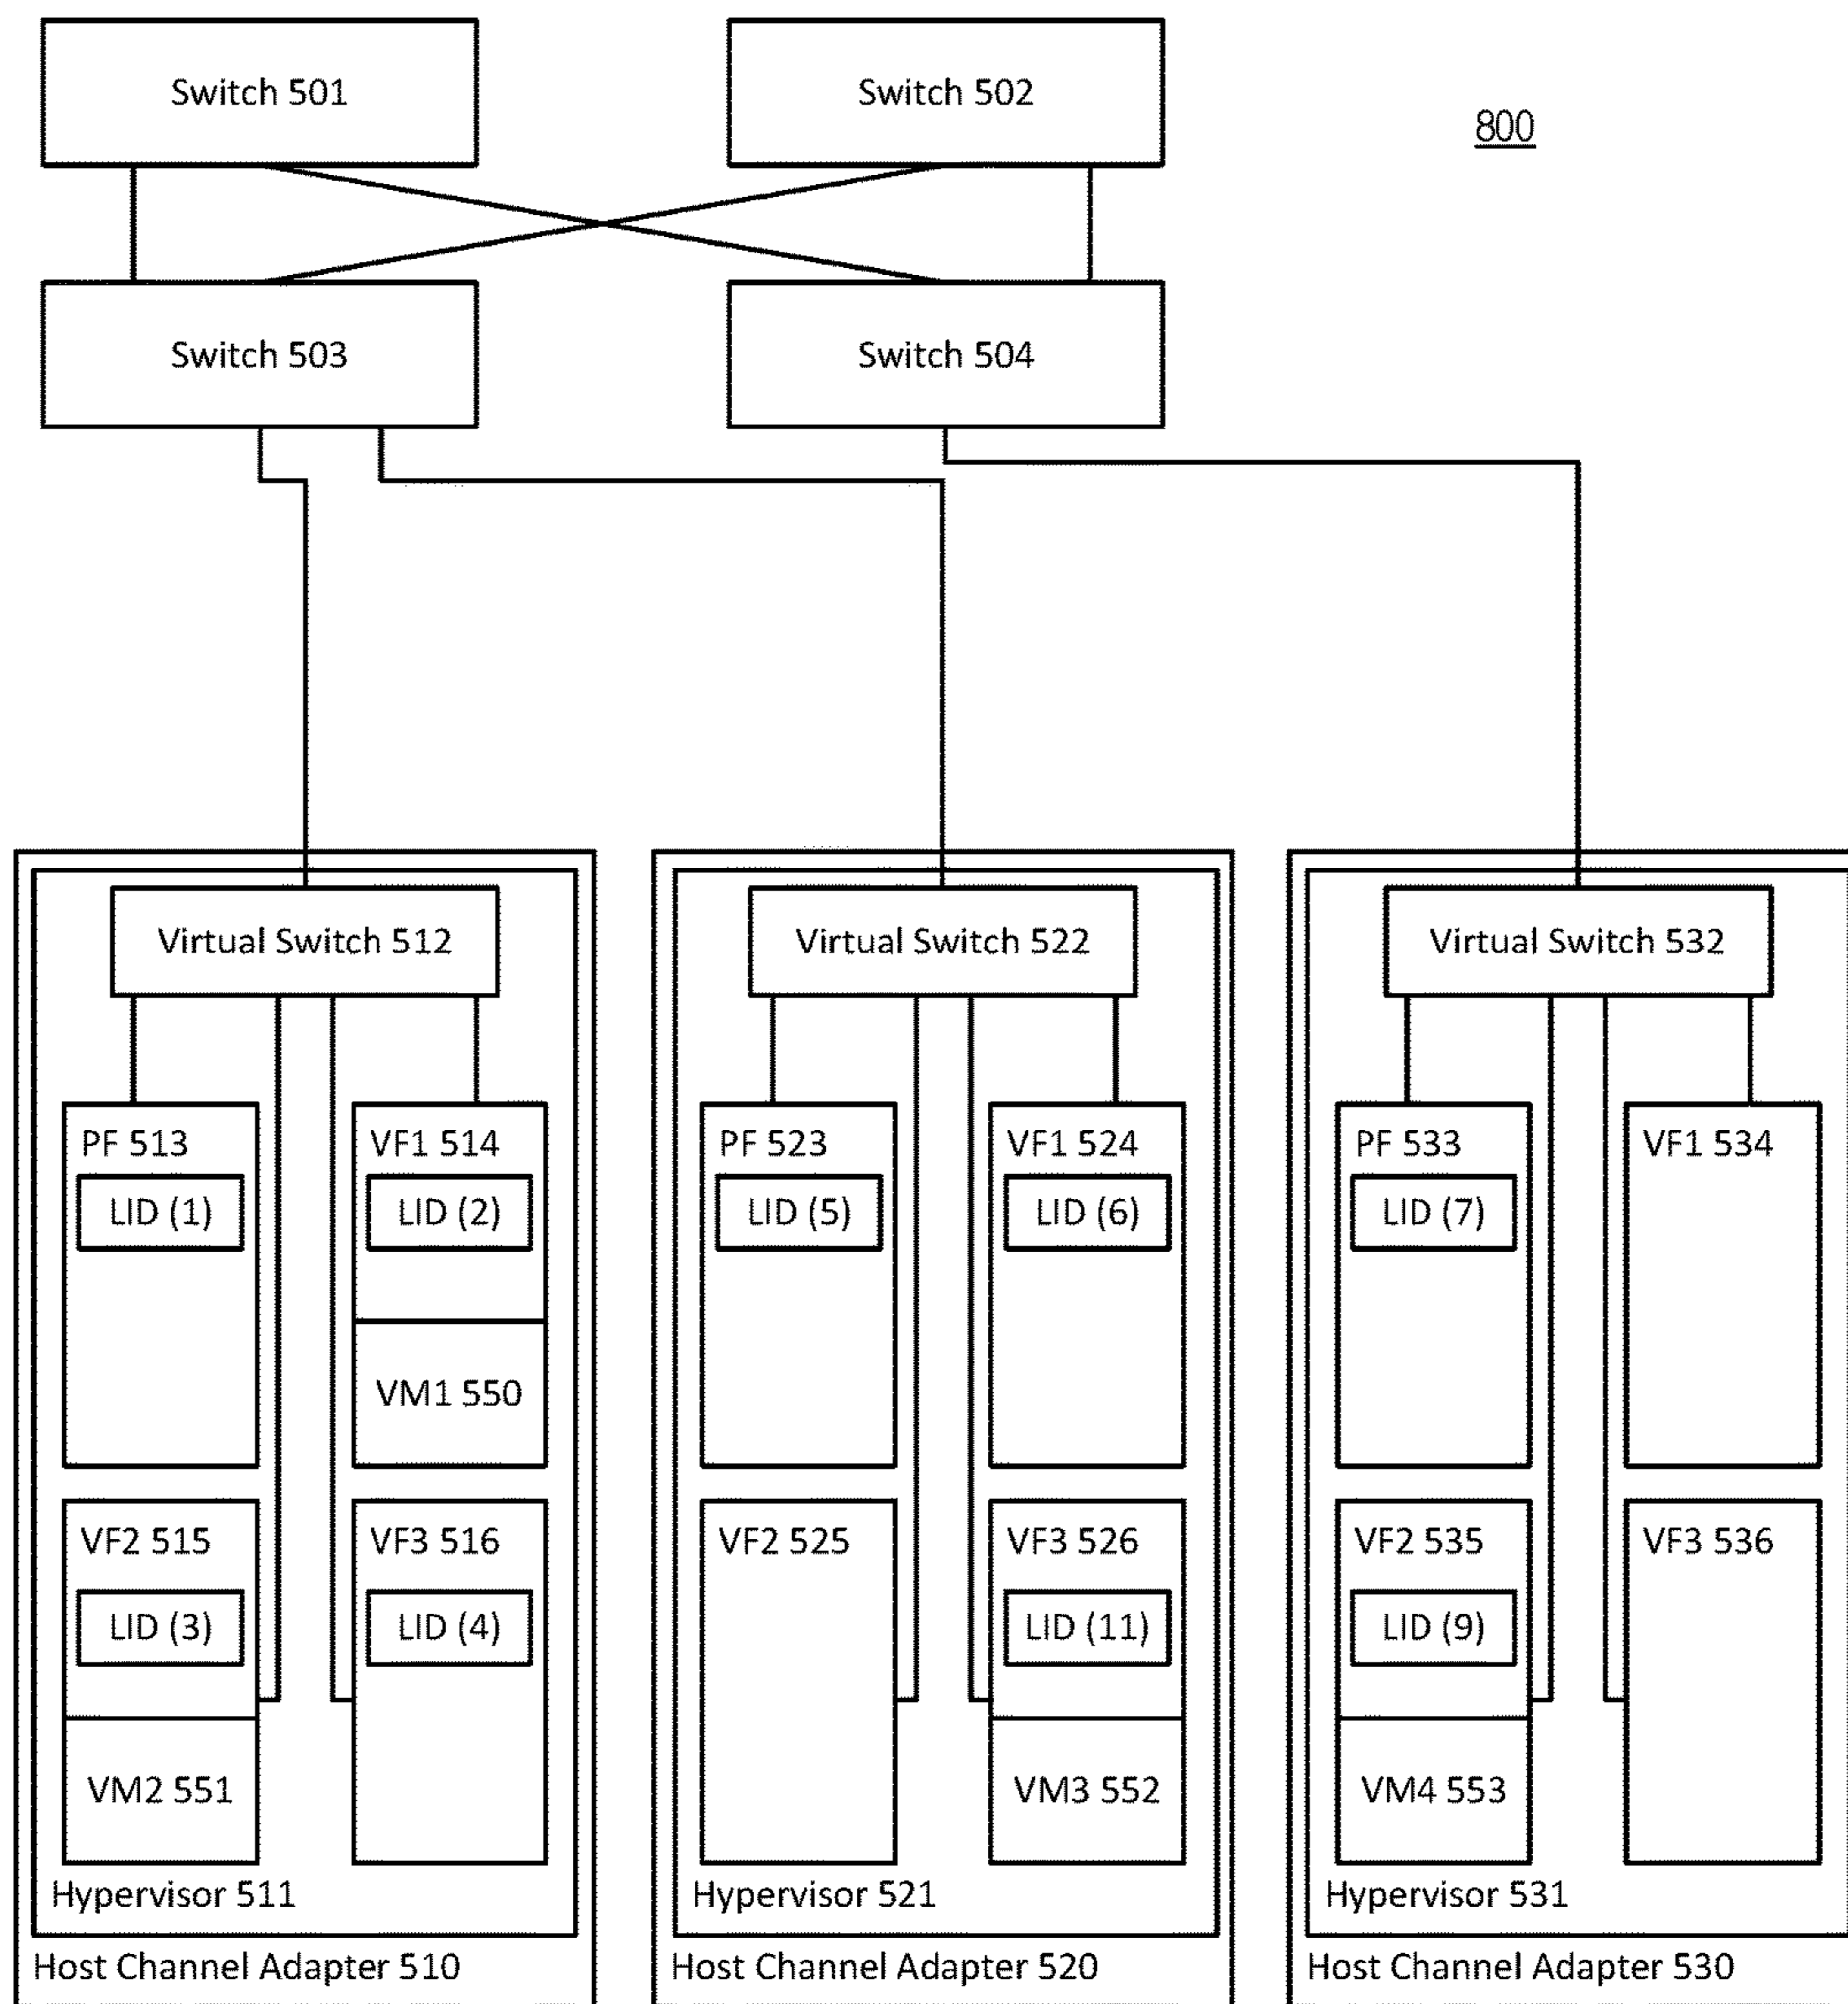 Switch 501
Switch 502
800
Switch 503
Switch 504
Virtual Switch 512
Virtual Switch 522
Virtual Switch 532
PF 513
LID (1)
VF1 514
LID (2)
VM1 550
VF2 515
LID (3)
VM2 551
VF3 516
LID (4)
Hypervisor 511
Host Channel Adapter 510
PF 523
LID (5)
VF1 524
LID (6)
VF2 525
VF3 526
LID (11)
VM3 552
Hypervisor 521
Host Channel Adapter 520
PF 533
LID (7)
VF1 534
VF2 535
LID (9)
VM4 553
VF3 536
Hypervisor 531
Host Channel Adapter 530